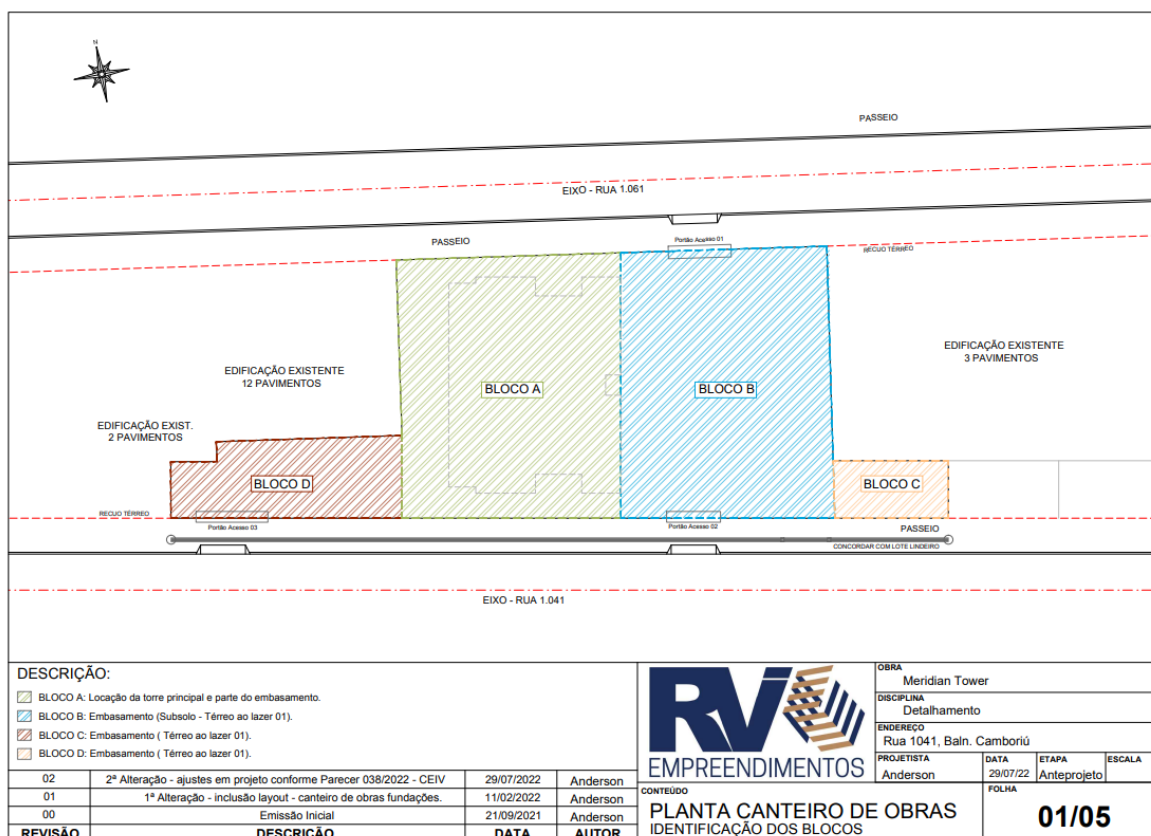 N
PASSEIO
EIXO - RUA 1.061
PASSEIO
Portão Acesso 01
RECUO TÉRREO
EDIFICAÇÃO EXISTENTE
3 PAVIMENTOS
EDIFICAÇÃO EXISTENTE
12 PAVIMENTOS
BLOCO A
BLOCO B
EDIFICAÇÃO EXIST.
2 PAVIMENTOS
BLOCO D
BLOCO C
RECUO TÉRREO
Portão Acesso 03
Portão Acesso 02
PASSEIO
CONCORDAR COM LOTE LINDEIRO
EIXO - RUA 1.041
DESCRIÇÃO:
BLOCO A: Locação da torre principal e parte do embasamento.
BLOCO B: Embasamento (Subsolo - Térreo ao lazer 01).
BLOCO C: Embasamento ( Térreo ao lazer 01).
BLOCO D: Embasamento ( Térreo ao lazer 01).
02 2ª Alteração - ajustes em projeto conforme Parecer 038/2022 - CEIV 29/07/2022 Anderson
01 1ª Alteração - inclusão layout - canteiro de obras fundações. 11/02/2022 Anderson
00 Emissão Inicial 21/09/2021 Anderson
REVISÃO DESCRIÇÃO DATA AUTOR
RV
EMPREENDIMENTOS
OBRA
Meridian Tower
DISCIPLINA
Detalhamento
ENDEREÇO
Rua 1041, Baln. Camboriú
PROJETISTA DATA ETAPA ESCALA
Anderson 29/07/22 Anteprojeto
CONTEÚDO
PLANTA CANTEIRO DE OBRAS
IDENTIFICAÇÃO DOS BLOCOS
FOLHA
01/05